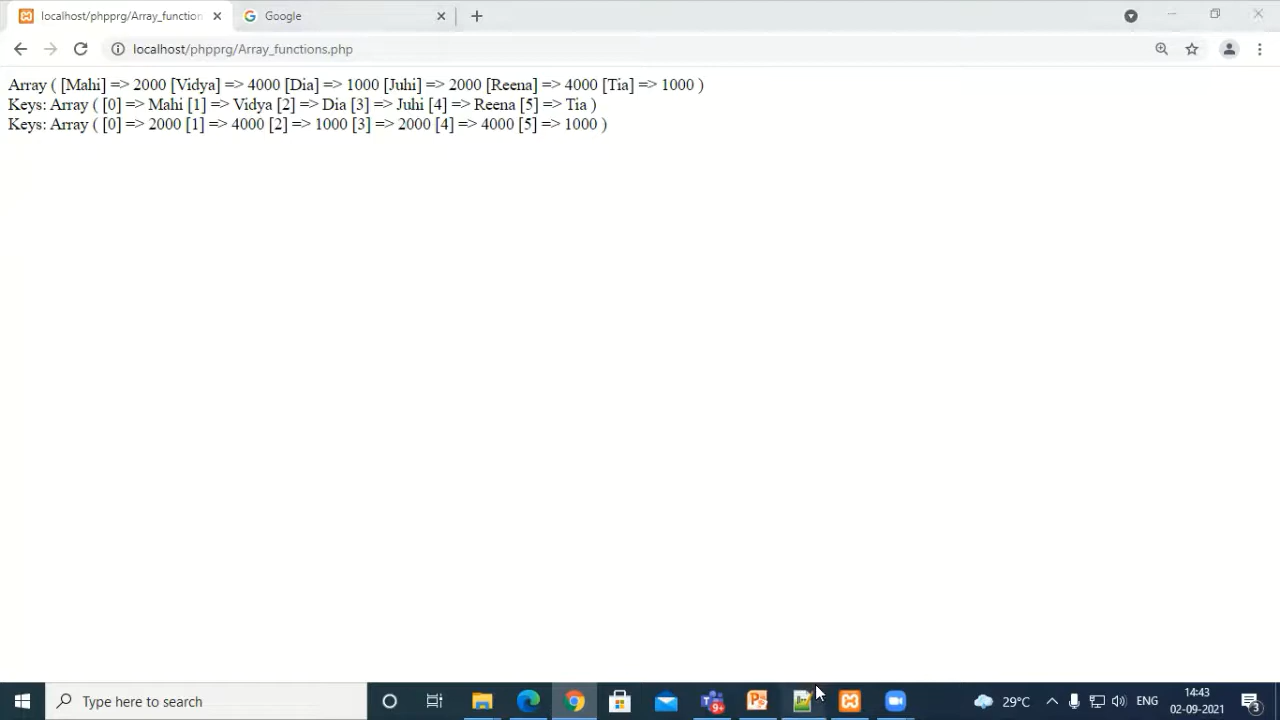 localhost/phpprg/Array_function
Google
localhost/phpprg/Array_functions.php
Array ( [Mahi] => 2000 [Vidya] => 4000 [Dia] => 1000 [Juhi] => 2000 [Reena] => 4000 [Tia] => 1000 )
Keys: Array ( [0] => Mahi [1] => Vidya [2] => Dia [3] => Juhi [4] => Reena [5] => Tia )
Keys: Array ( [0] => 2000 [1] => 4000 [2] => 1000 [3] => 2000 [4] => 4000 [5] => 1000 )
Type here to search
9+
29°C
ENG
14:43
02-09-2021
3